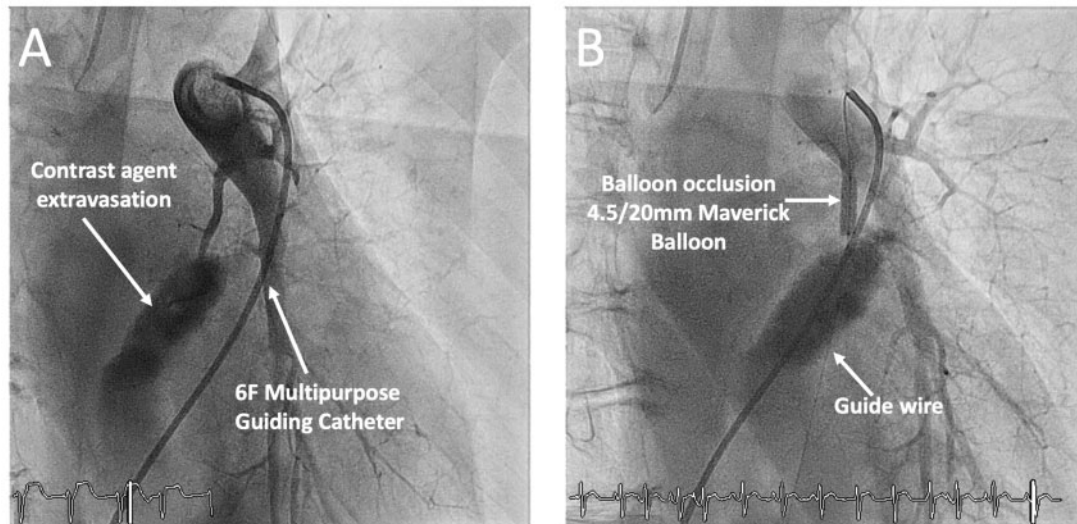 A
Contrast agent
extravasation
6F Multipurpose
Guiding Catheter
B
Balloon occlusion
4.5/20mm Maverick
Balloon
Guide wire